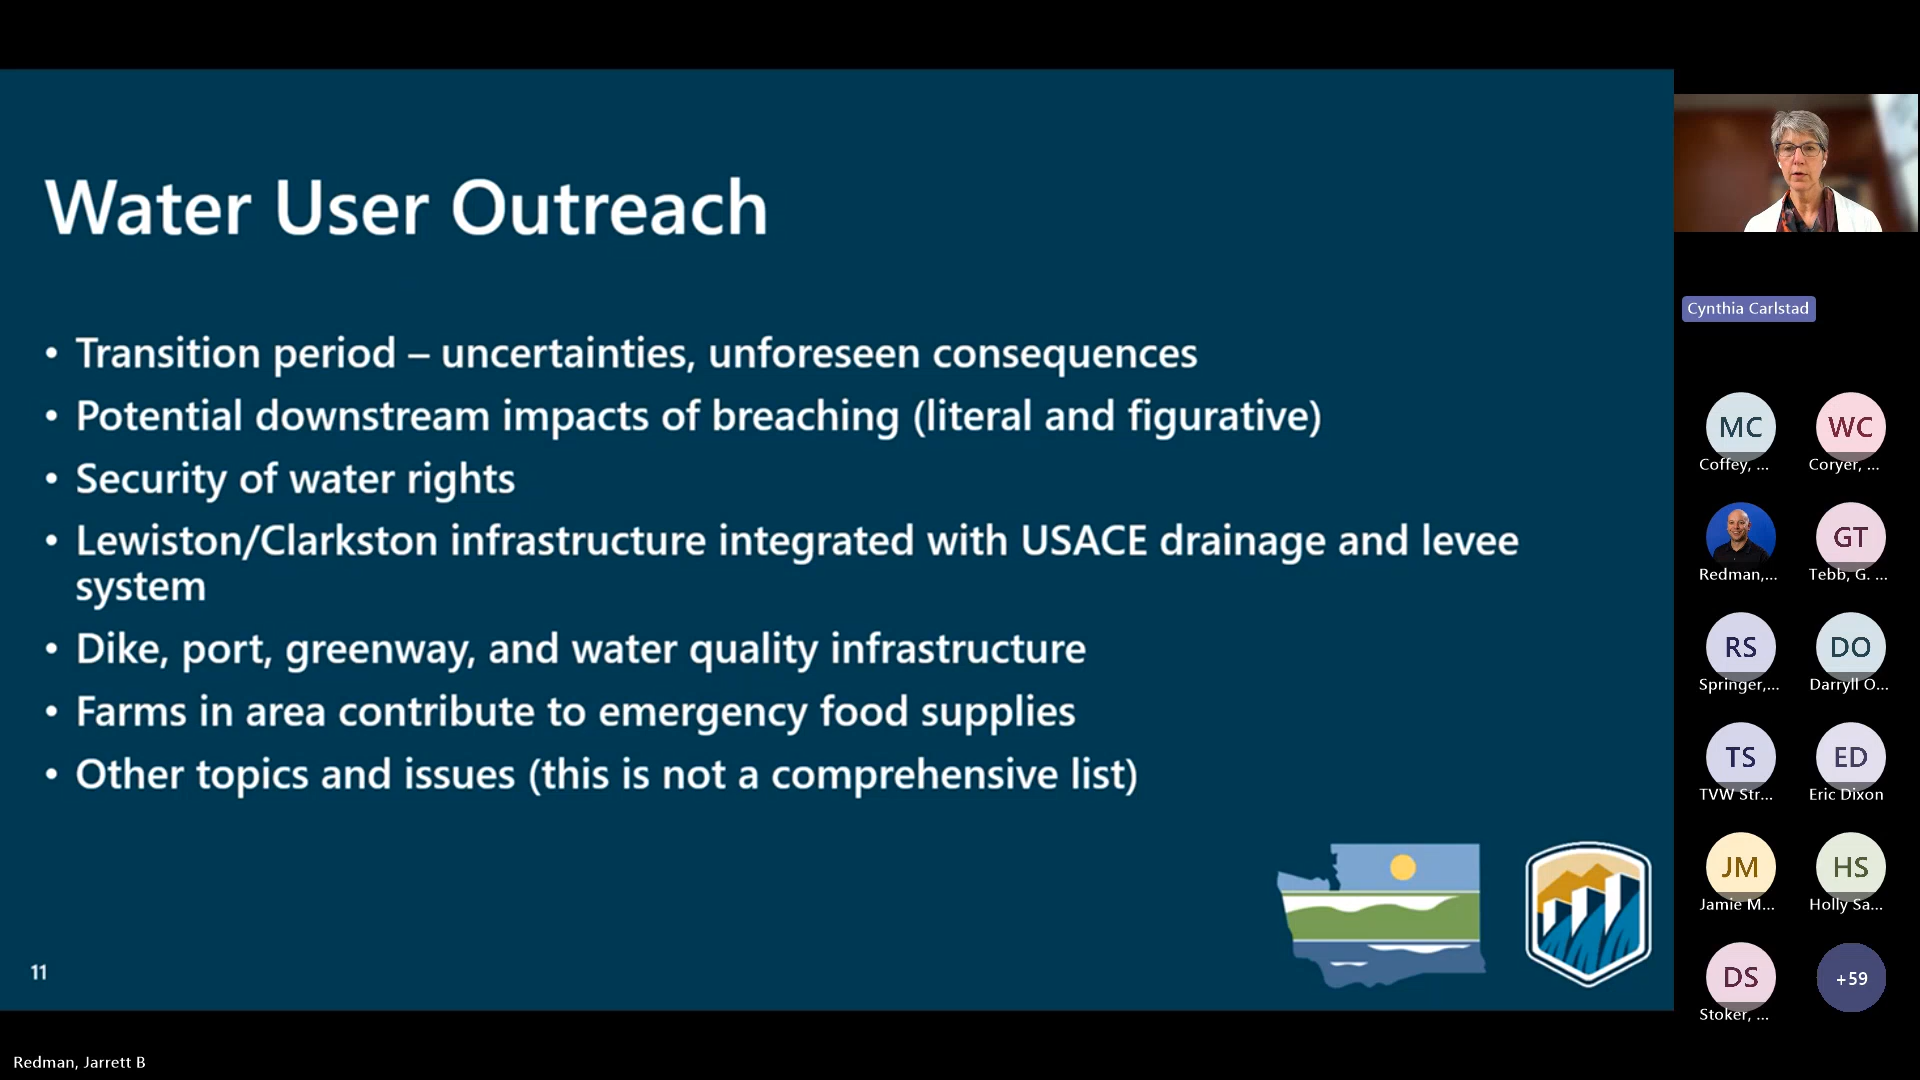 Water User Outreach
• Transition period – uncertainties, unforeseen consequences
• Potential downstream impacts of breaching (literal and figurative)
• Security of water rights
• Lewiston/Clarkston infrastructure integrated with USACE drainage and levee
system
• Dike, port, greenway, and water quality infrastructure
• Farms in area contribute to emergency food supplies
• Other topics and issues (this is not a comprehensive list)
11
Redman, Jarrett B
Cynthia Carlstad
MC
Coffey, ...
WC
Coryer, ...
Redman,...
GT
Tebb, G. ...
RS
Springer,...
DO
Darryll O...
TS
TVW Str...
ED
Eric Dixon
JM
Jamie M...
HS
Holly Sa...
DS
Stoker, ...
+59